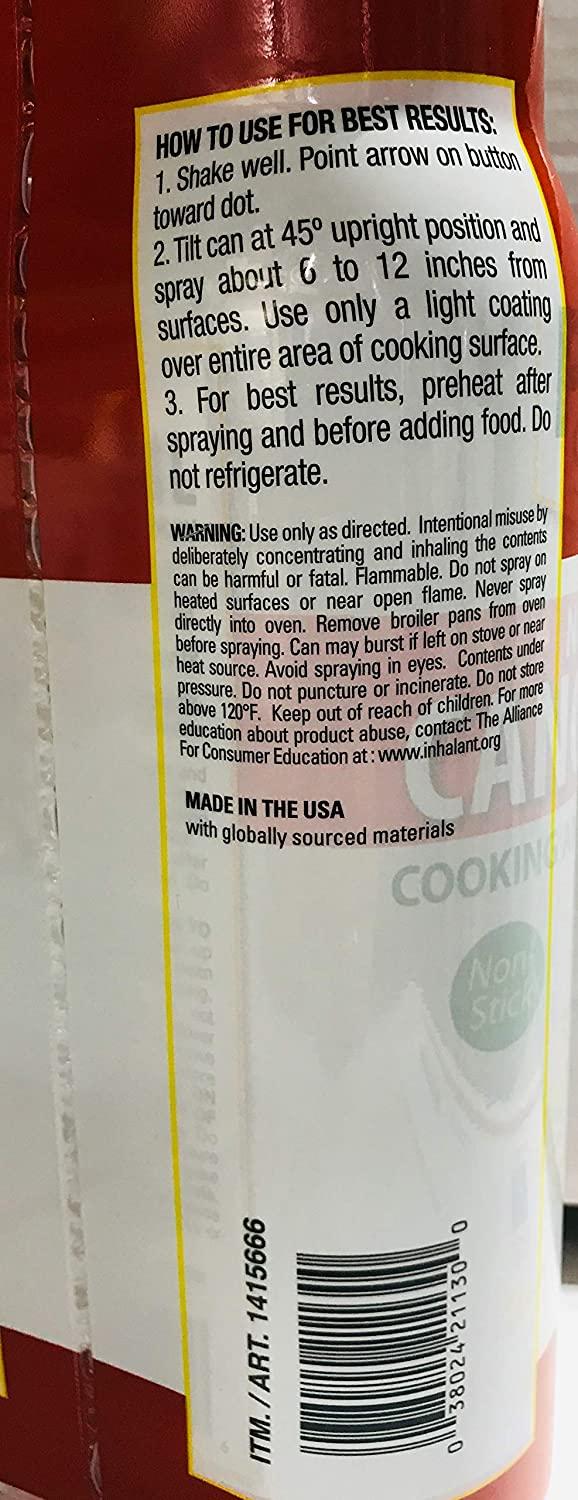 HOW TO USE FOR BEST RESULTS:
1. Shake well. Point arrow on button
toward dot.
2. Tilt can at 45º upright position and
spray about 6 to 12 inches from
surfaces. Use only a light coating
over entire area of cooking surface.
3. For best results, preheat after
spraying and before adding food. Do
not refrigerate.
WARNING: Use only as directed. Intentional misuse by
deliberately concentrating and inhaling the contents
can be harmful or fatal. Flammable. Do not spray on
heated surfaces or near open flame. Never spray
directly into oven. Remove broiler pans from oven
before spraying. Can may burst if left on stove or near
heat source. Avoid spraying in eyes. Contents under
pressure. Do not puncture or incinerate. Do not store
above 120°F. Keep out of reach of children. For more
education about product abuse, contact: The Alliance
For Consumer Education at : www.inhalant.org
MADE IN THE USA
with globally sourced materials
COOKING
Non-
Stick
ITM. / ART. 1415666
0 38024 21130 0